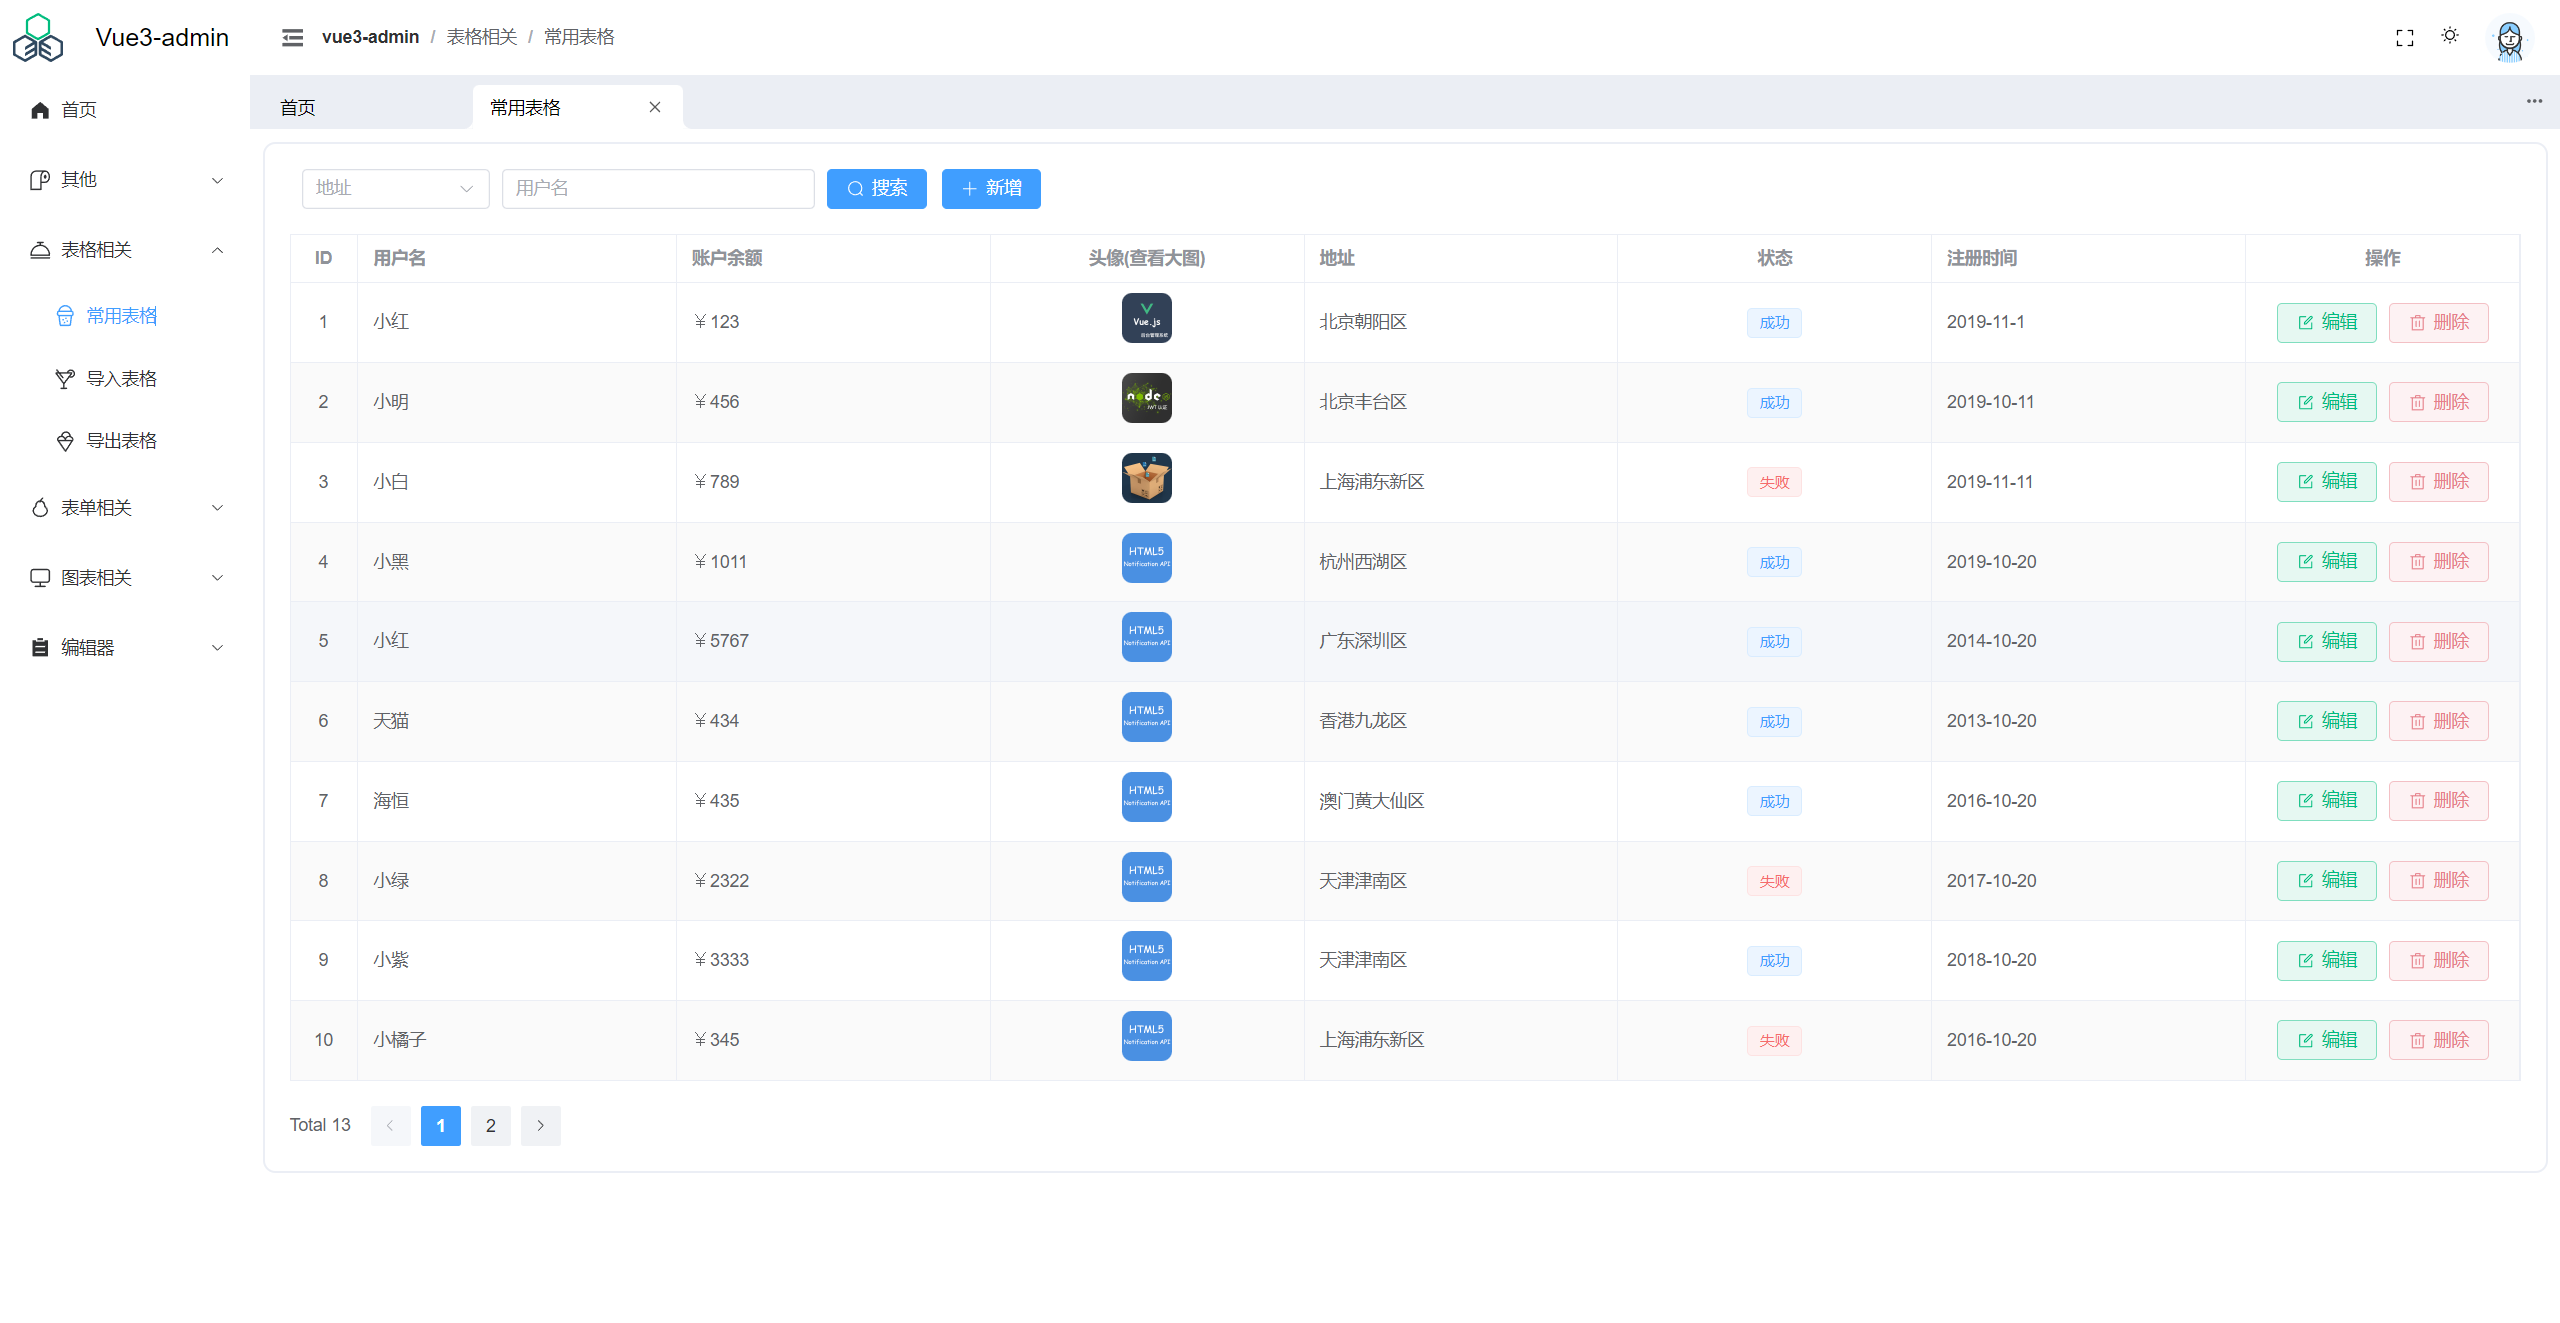 Vue3-admin
vue3-admin / 表格相关 / 常用表格
首页
其他
表格相关
常用表格
导入表格
导出表格
表单相关
图表相关
编辑器
首页 常用表格
地址 用户名 搜索 新增
ID 用户名 账户余额 头像(查看大图) 地址 状态 注册时间 操作
1 小红 ￥123 Vue.js 后台管理系统 北京朝阳区 成功 2019-11-1 编辑 删除
2 小明 ￥456 node JWT 认证 北京丰台区 成功 2019-10-11 编辑 删除
3 小白 ￥789 上海浦东新区 失败 2019-11-11 编辑 删除
4 小黑 ￥1011 HTML5 Notification API 杭州西湖区 成功 2019-10-20 编辑 删除
5 小红 ￥5767 HTML5 Notification API 广东深圳区 成功 2014-10-20 编辑 删除
6 天猫 ￥434 HTML5 Notification API 香港九龙区 成功 2013-10-20 编辑 删除
7 海恒 ￥435 HTML5 Notification API 澳门黄大仙区 成功 2016-10-20 编辑 删除
8 小绿 ￥2322 HTML5 Notification API 天津津南区 失败 2017-10-20 编辑 删除
9 小紫 ￥3333 HTML5 Notification API 天津津南区 成功 2018-10-20 编辑 删除
10 小橘子 ￥345 HTML5 Notification API 上海浦东新区 失败 2016-10-20 编辑 删除
Total 13 1 2